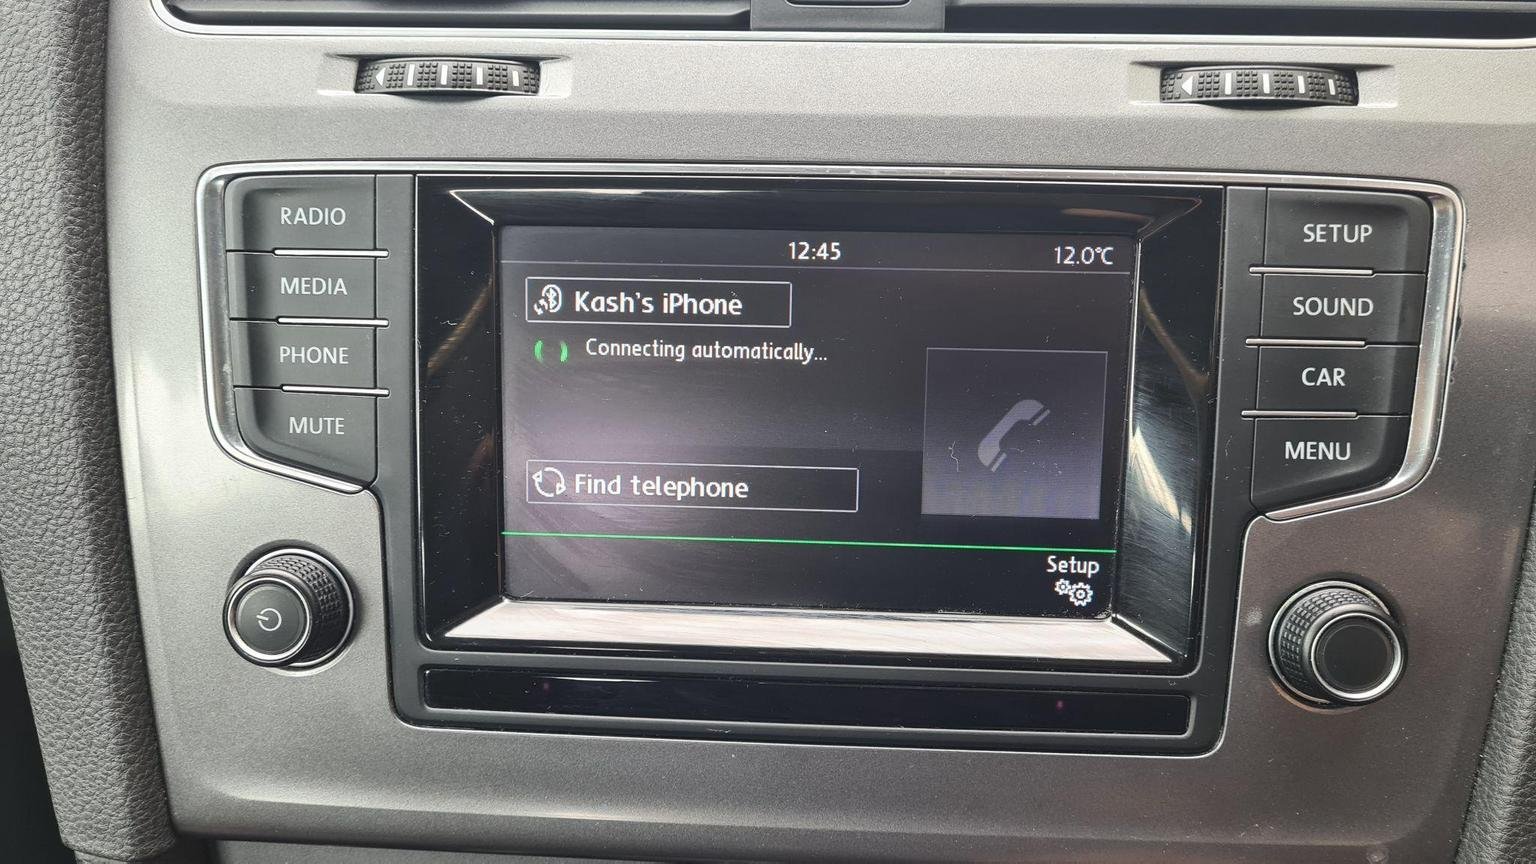 RADIO
MEDIA
PHONE
MUTE
12:45
12.0°C
Kash's iPhone
Connecting automatically...
Find telephone
Setup
SETUP
SOUND
CAR
MENU